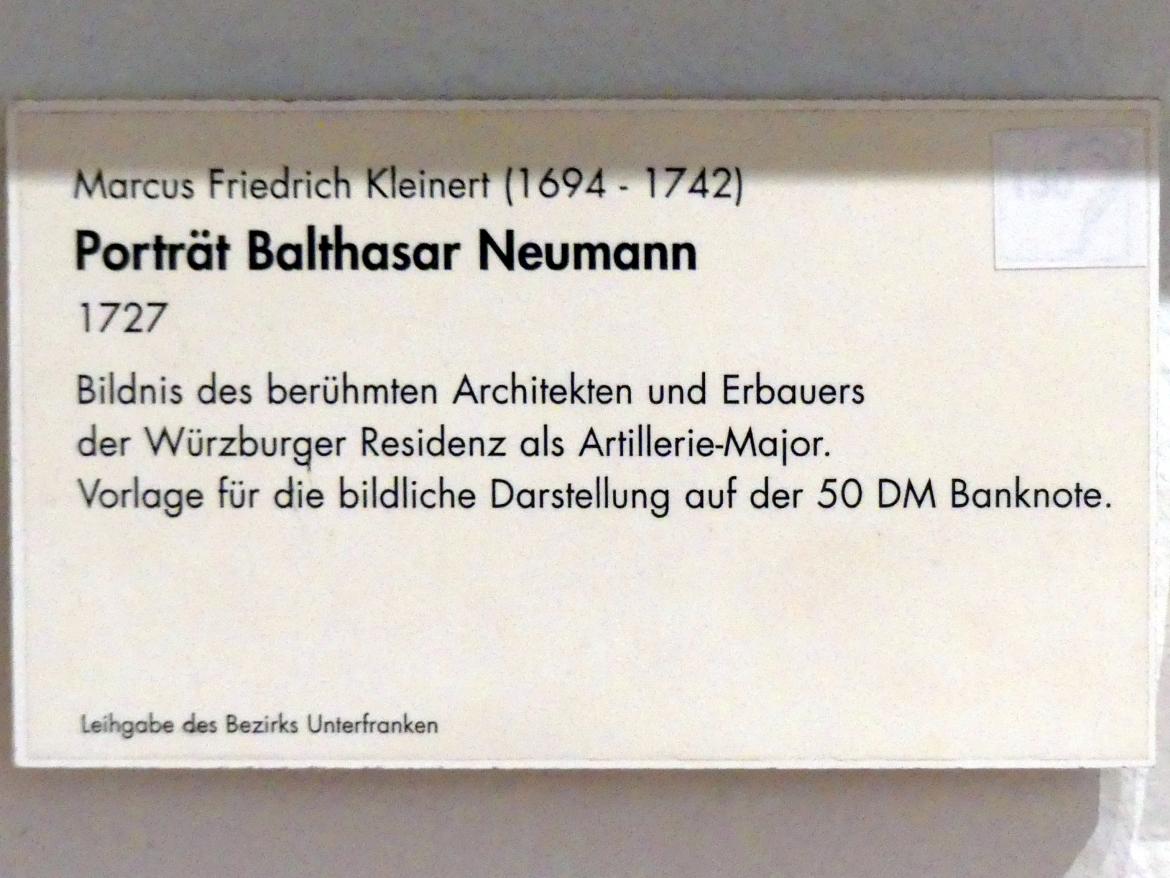 Marcus Friedrich Kleinert (1694 - 1742)
Porträt Balthasar Neumann
1727
Bildnis des berühmten Architekten und Erbauers
der Würzburger Residenz als Artillerie-Major.
Vorlage für die bildliche Darstellung auf der 50 DM Banknote.
Leihgabe des Bezirks Unterfranken